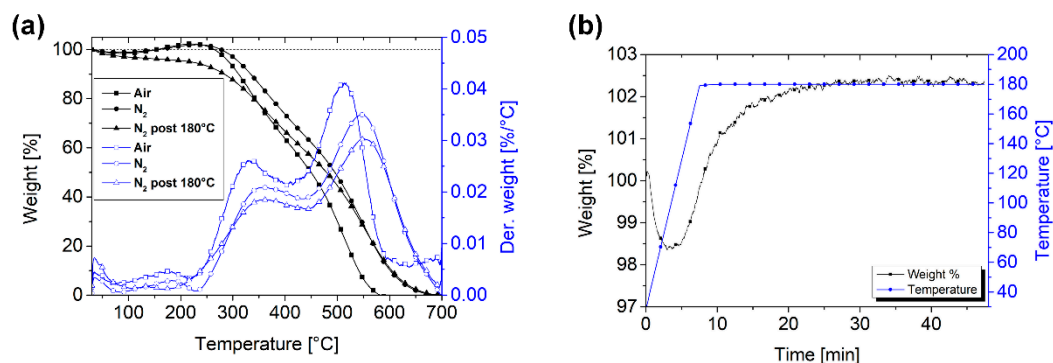 (a)
Weight [%]
100
80
60
40
20
0
Air
N₂
N₂ post 180°C
Air
N₂
N₂ post 180°C
0.05
0.04
0.03
0.02
0.01
0.00
Der. weight [%/°C]
100 200 300 400 500 600 700
Temperature [°C]
(b)
Weight [%]
103
102
101
100
99
98
97
Weight %
Temperature
200
180
160
140
120
100
80
60
40
Temperature [°C]
0 10 20 30 40
Time [min]